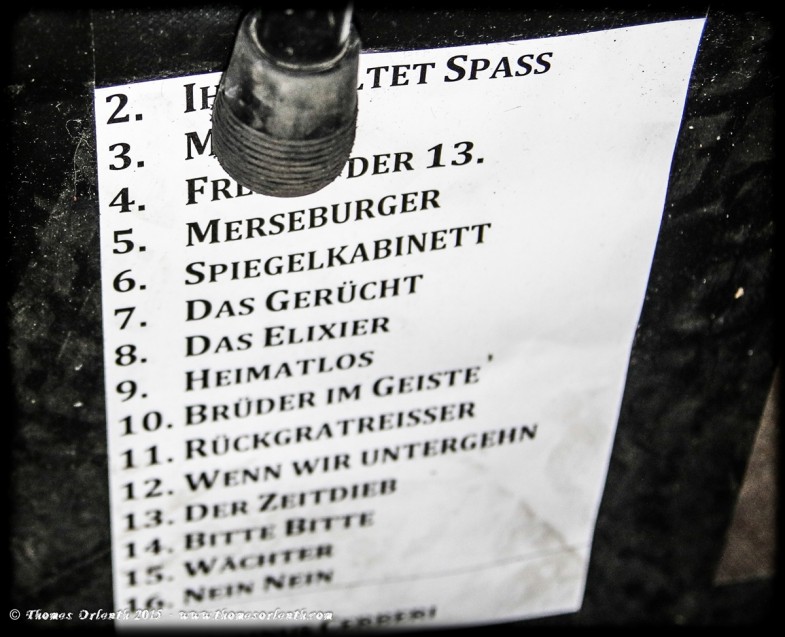 2. Ih ltet Spass
3. M
4. Fre der 13.
5. Merseburger
6. Spiegelkabinett
7. Das Gerücht
8. Das Elixier
9. Heimatlos
10. Brüder im Geiste'
11. Rückgratreisser
12. Wenn wir untergehn
13. Der Zeitdieb
14. Bitte Bitte
15. Wächter
16. Nein Nein
© Thomas Orlenth 2015 - www.thomasorlenth.com